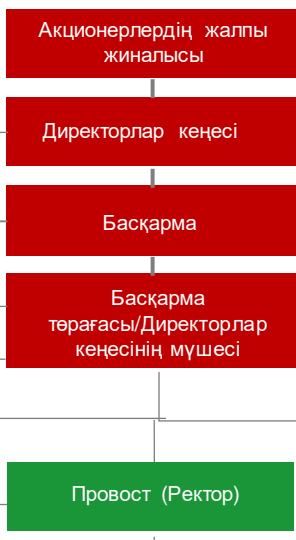 Акционерлердің жалпы
жиналысы
Директорлар кеңесі
Басқарма
Басқарма
төрағасы/Директорлар
кеңесінің мүшесі
Провост (Ректор)